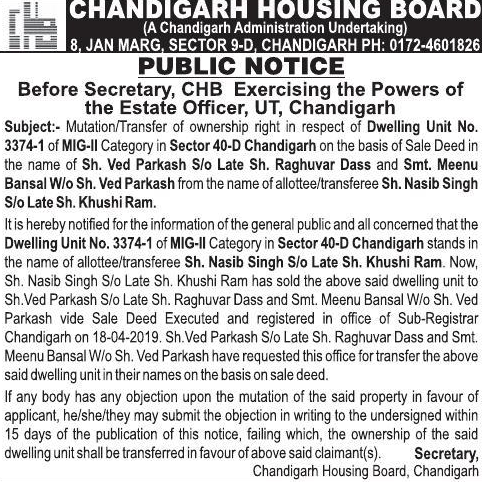 CHANDIGARH HOUSING BOARD
(A Chandigarh Administration Undertaking)
8, JAN MARG, SECTOR 9-D, CHANDIGARH PH: 0172-4601826
PUBLIC NOTICE
Before Secretary, CHB Exercising the Powers of
the Estate Officer, UT, Chandigarh
Subject:- Mutation/Transfer of ownership right in respect of Dwelling Unit No.
3374-1 of MIG-II Category in Sector 40-D Chandigarh on the basis of Sale Deed in
the name of Sh. Ved Parkash S/o Late Sh. Raghuvar Dass and Smt. Meenu
Bansal W/o Sh. Ved Parkash from the name of allottee/transferee Sh. Nasib Singh
S/o Late Sh. Khushi Ram.
It is hereby notified for the information of the general public and all concerned that the
Dwelling Unit No. 3374-1 of MIG-II Category in Sector 40-D Chandigarh stands in
the name of allottee/transferee Sh. Nasib Singh S/o Late Sh. Khushi Ram. Now,
Sh. Nasib Singh S/o Late Sh. Khushi Ram has sold the above said dwelling unit to
Sh.Ved Parkash S/o Late Sh. Raghuvar Dass and Smt. Meenu Bansal W/o Sh. Ved
Parkash vide Sale Deed Executed and registered in office of Sub-Registrar
Chandigarh on 18-04-2019. Sh.Ved Parkash S/o Late Sh. Raghuvar Dass and Smt.
Meenu Bansal W/o Sh. Ved Parkash have requested this office for transfer the above
said dwelling unit in their names on the basis on sale deed.
If any body has any objection upon the mutation of the said property in favour of
applicant, he/she/they may submit the objection in writing to the undersigned within
15 days of the publication of this notice, failing which, the ownership of the said
dwelling unit shall be transferred in favour of above said claimant(s). Secretary,
Chandigarh Housing Board, Chandigarh